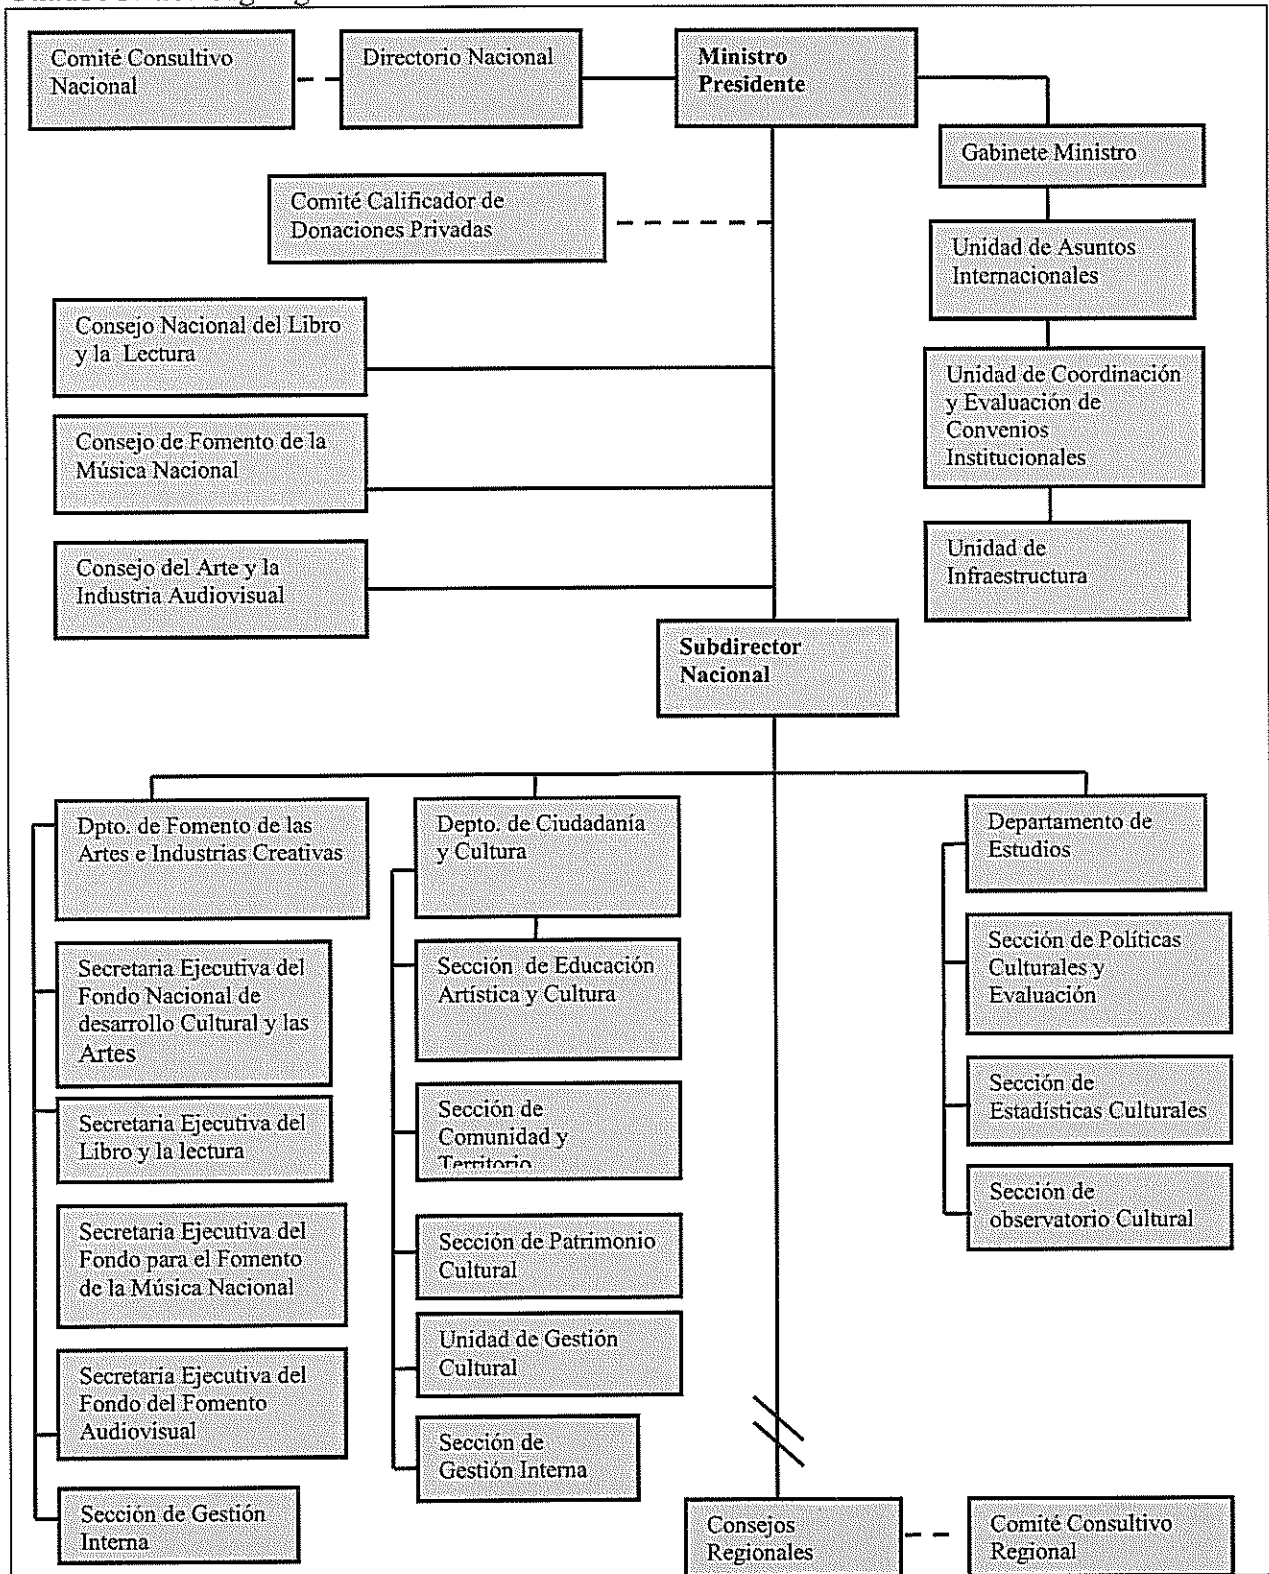 Comité Consultivo
Nacional
Directorio Nacional
Ministro
Presidente
Gabinete Ministro
Comité Calificador de
Donaciones Privadas
Unidad de Asuntos
Internacionales
Consejo Nacional del Libro
y la Lectura
Unidad de Coordinación
y Evaluación de
Convenios
Institucionales
Consejo de Fomento de la
Música Nacional
Consejo del Arte y la
Industria Audiovisual
Unidad de
Infraestructura
Subdirector
Nacional
Dpto. de Fomento de las
Artes e Industrias Creativas
Secretaria Ejecutiva del
Fondo Nacional de
desarrollo Cultural y las
Artes
Secretaria Ejecutiva del
Libro y la lectura
Secretaria Ejecutiva del
Fondo para el Fomento
de la Música Nacional
Secretaria Ejecutiva del
Fondo del Fomento
Audiovisual
Sección de Gestión
Interna
Depto. de Ciudadanía
y Cultura
Sección de Educación
Artística y Cultura
Sección de
Comunidad y
Territorio
Sección de Patrimonio
Cultural
Unidad de Gestión
Cultural
Sección de
Gestión Interna
Departamento de
Estudios
Sección de Políticas
Culturales y
Evaluación
Sección de
Estadísticas Culturales
Sección de
observatorio Cultural
Consejos
Regionales
Comité Consultivo
Regional